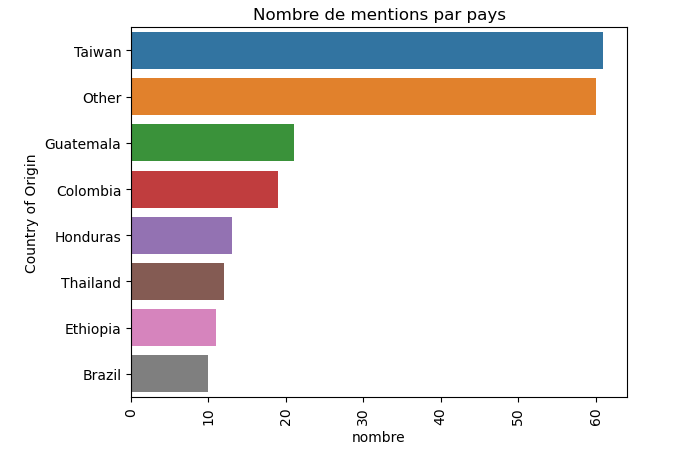 Nombre de mentions par pays
Country of Origin
Taiwan
Other
Guatemala
Colombia
Honduras
Thailand
Ethiopia
Brazil
0 10 20 30 40 50 60
nombre